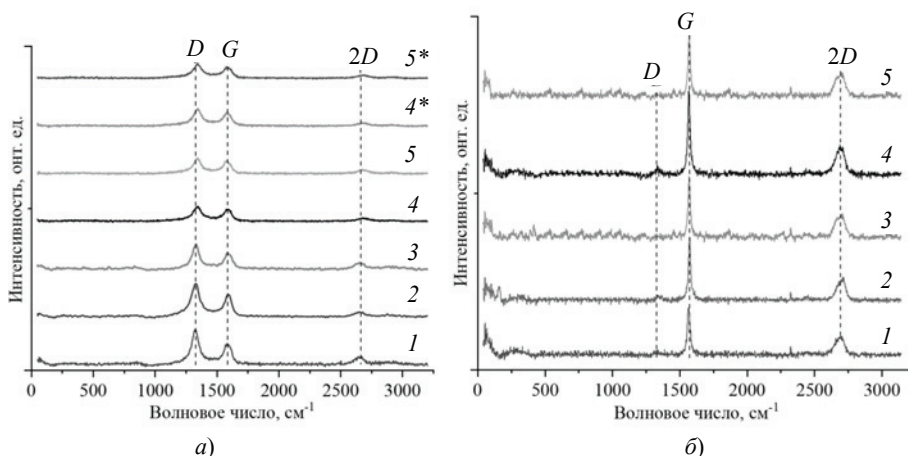 D G 2D 5*
4*
5
4
3
2
1
Интенсивность, онт. ед.
0 500 1000 1500 2000 2500 3000
Волновое число, см-1
а)
G
D 2D 5
4
3
2
1
Интенсивность, онт. ед.
0 500 1000 1500 2000 2500 3000
Волновое число, см-1
б)